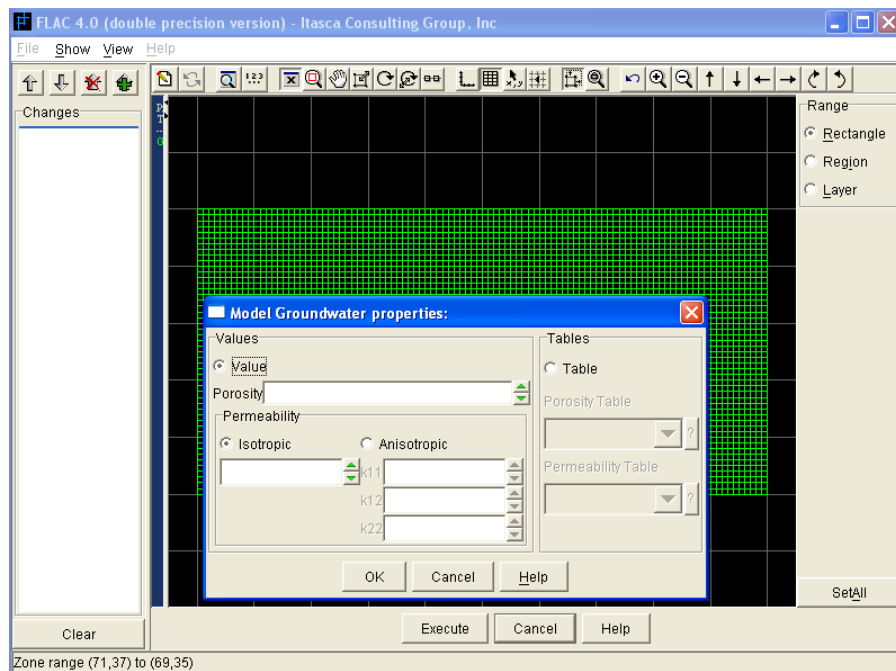 FLAC 4.0 (double precision version) - Itasca Consulting Group, Inc
File Show View Help
Changes
P
T
..
G
Range
Rectangle
Region
Layer
Model Groundwater properties:
Values
Value
Porosity
Permeability
Isotropic Anisotropic
k11
k12
k22
Tables
Table
Porosity Table
?
Permeability Table
?
OK Cancel Help
SetAll
Clear
Execute Cancel Help
Zone range (71,37) to (69,35)